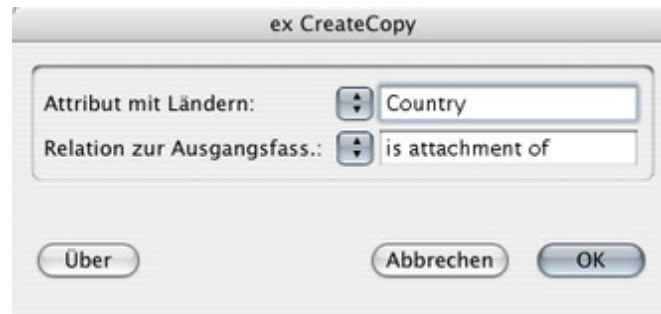 ex CreateCopy
Attribut mit Ländern: Country
Relation zur Ausgangsfass.: is attachment of
Über Abbrechen OK